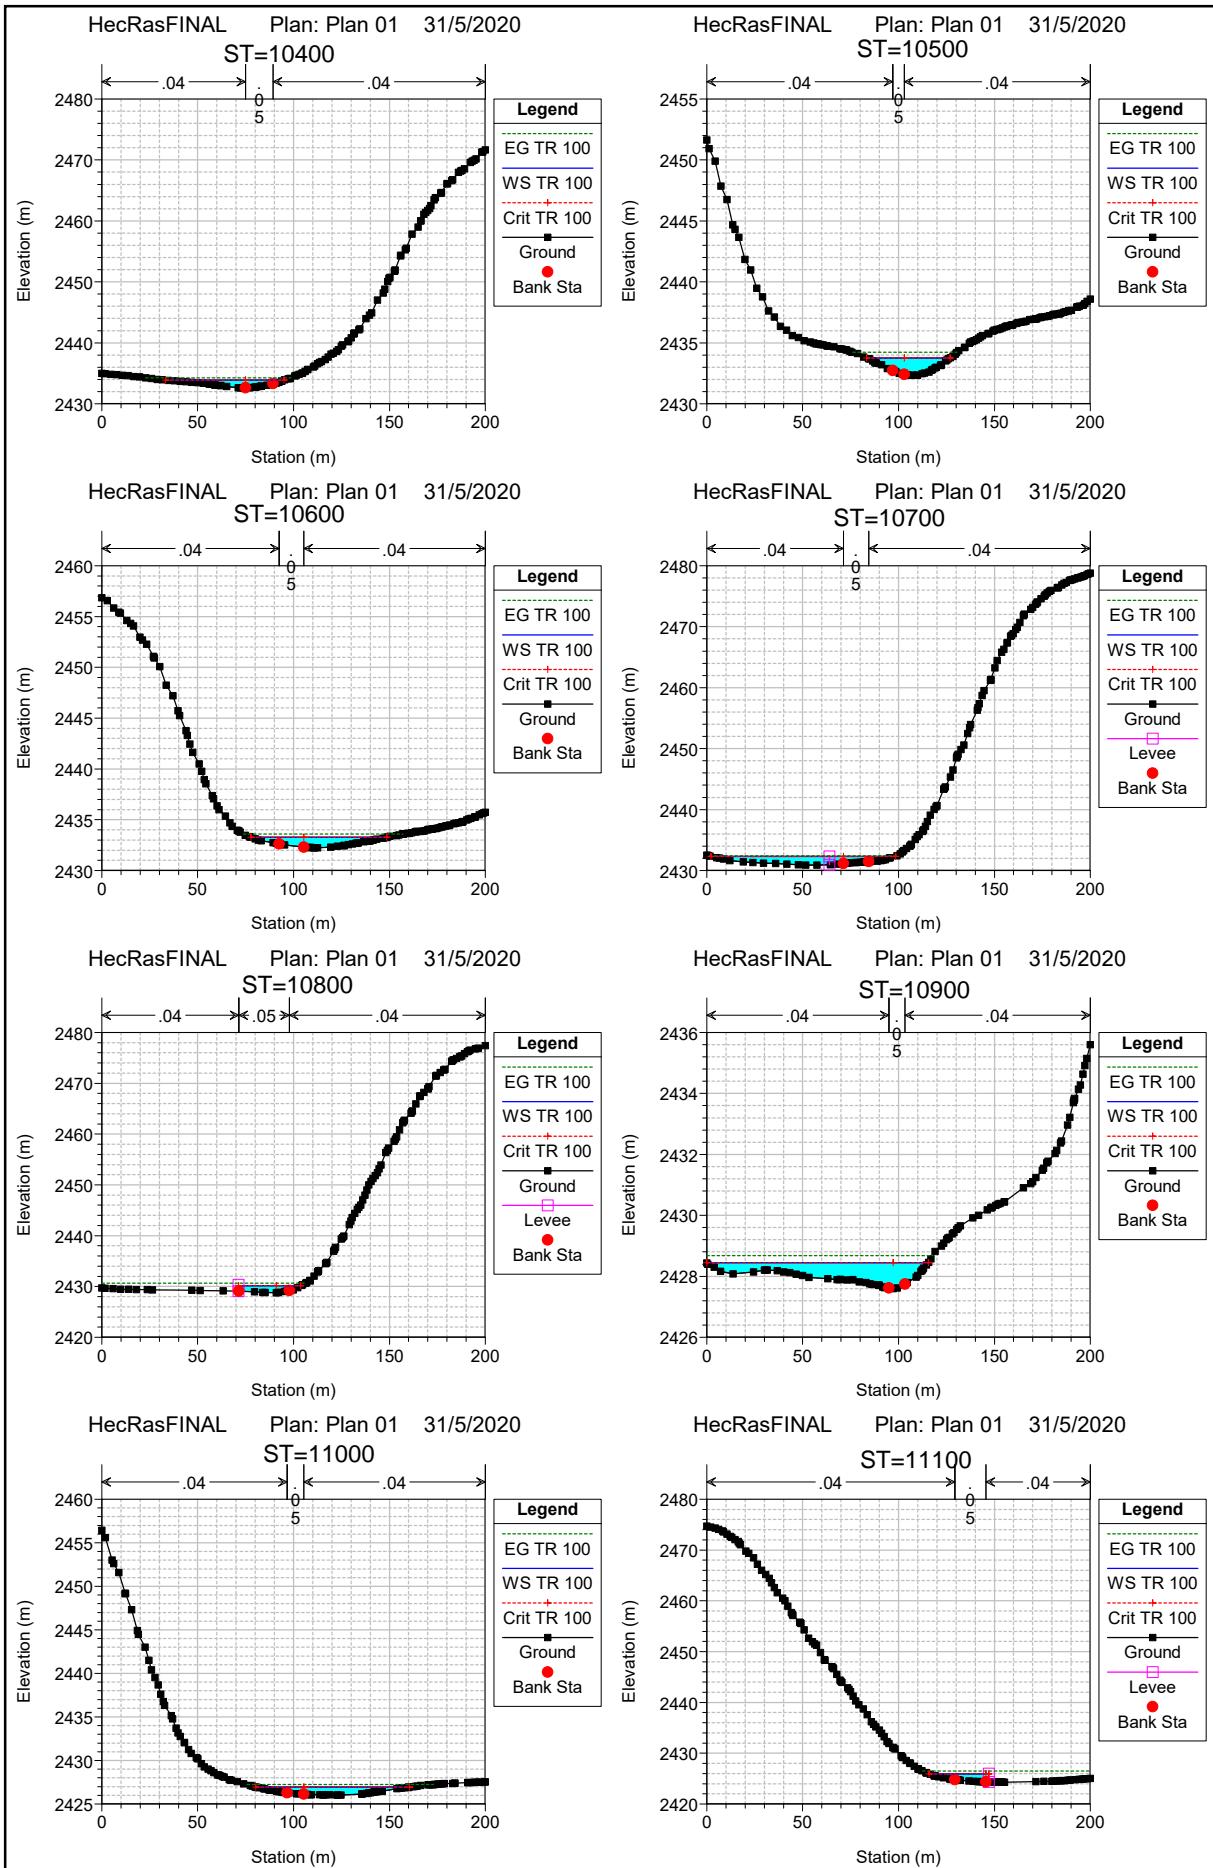 HecRasFINAL Plan: Plan 01 31/5/2020
ST=10400
.04 .05 .04
Legend
EG TR 100
WS TR 100
Crit TR 100
Ground
Bank Sta
2480
2470
2460
2450
2440
2430
Elevation (m)
0 50 100 150 200
Station (m)
HecRasFINAL Plan: Plan 01 31/5/2020
ST=10500
.04 .05 .04
Legend
EG TR 100
WS TR 100
Crit TR 100
Ground
Bank Sta
2455
2450
2445
2440
2435
2430
Elevation (m)
0 50 100 150 200
Station (m)
HecRasFINAL Plan: Plan 01 31/5/2020
ST=10600
.04 .05 .04
Legend
EG TR 100
WS TR 100
Crit TR 100
Ground
Bank Sta
2460
2455
2450
2445
2440
2435
2430
Elevation (m)
0 50 100 150 200
Station (m)
HecRasFINAL Plan: Plan 01 31/5/2020
ST=10700
.04 .05 .04
Legend
EG TR 100
WS TR 100
Crit TR 100
Ground
Levee
Bank Sta
2480
2470
2460
2450
2440
2430
Elevation (m)
0 50 100 150 200
Station (m)
HecRasFINAL Plan: Plan 01 31/5/2020
ST=10800
.04 .05 .04
Legend
EG TR 100
WS TR 100
Crit TR 100
Ground
Levee
Bank Sta
2480
2470
2460
2450
2440
2430
2420
Elevation (m)
0 50 100 150 200
Station (m)
HecRasFINAL Plan: Plan 01 31/5/2020
ST=10900
.04 .05 .04
Legend
EG TR 100
WS TR 100
Crit TR 100
Ground
Bank Sta
2436
2434
2432
2430
2428
2426
Elevation (m)
0 50 100 150 200
Station (m)
HecRasFINAL Plan: Plan 01 31/5/2020
ST=11000
.04 .05 .04
Legend
EG TR 100
WS TR 100
Crit TR 100
Ground
Bank Sta
2460
2455
2450
2445
2440
2435
2430
2425
Elevation (m)
0 50 100 150 200
Station (m)
HecRasFINAL Plan: Plan 01 31/5/2020
ST=11100
.04 .05 .04
Legend
EG TR 100
WS TR 100
Crit TR 100
Ground
Levee
Bank Sta
2480
2470
2460
2450
2440
2430
2420
Elevation (m)
0 50 100 150 200
Station (m)